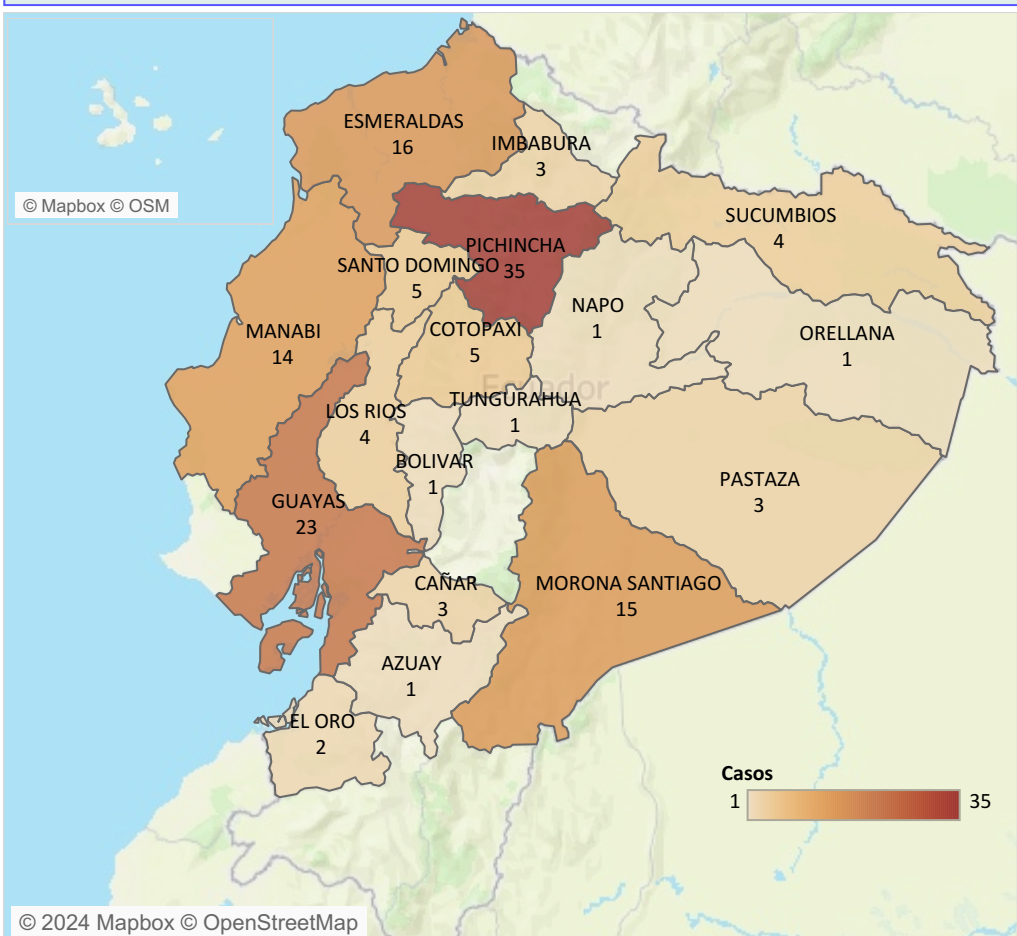 ESMERALDAS
16
IMBABURA
3
© Mapbox © OSM
SUCUMBIOS
4
PICHINCHA
35
SANTO DOMINGO
5
NAPO
1
MANABI
14
COTOPAXI
5
ORELLANA
1
Ecuador
TUNGURAHUA
1
LOS RIOS
4
BOLIVAR
1
PASTAZA
3
GUAYAS
23
CAÑAR
3
MORONA SANTIAGO
15
AZUAY
1
EL ORO
2
Casos
1 35
© 2024 Mapbox © OpenStreetMap